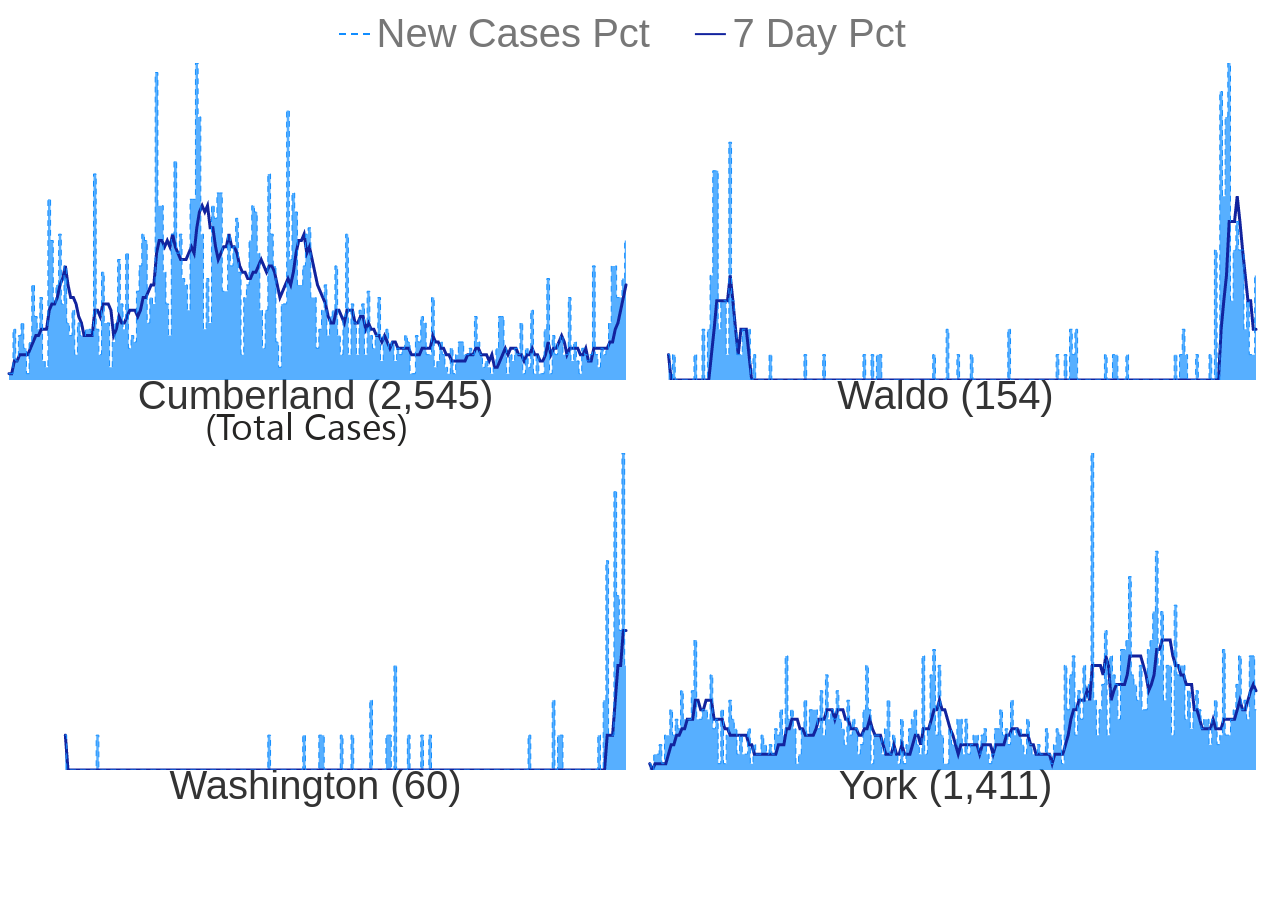 New Cases Pct 7 Day Pct
Cumberland (2,545)
(Total Cases)
Waldo (154)
Washington (60)
York (1,411)